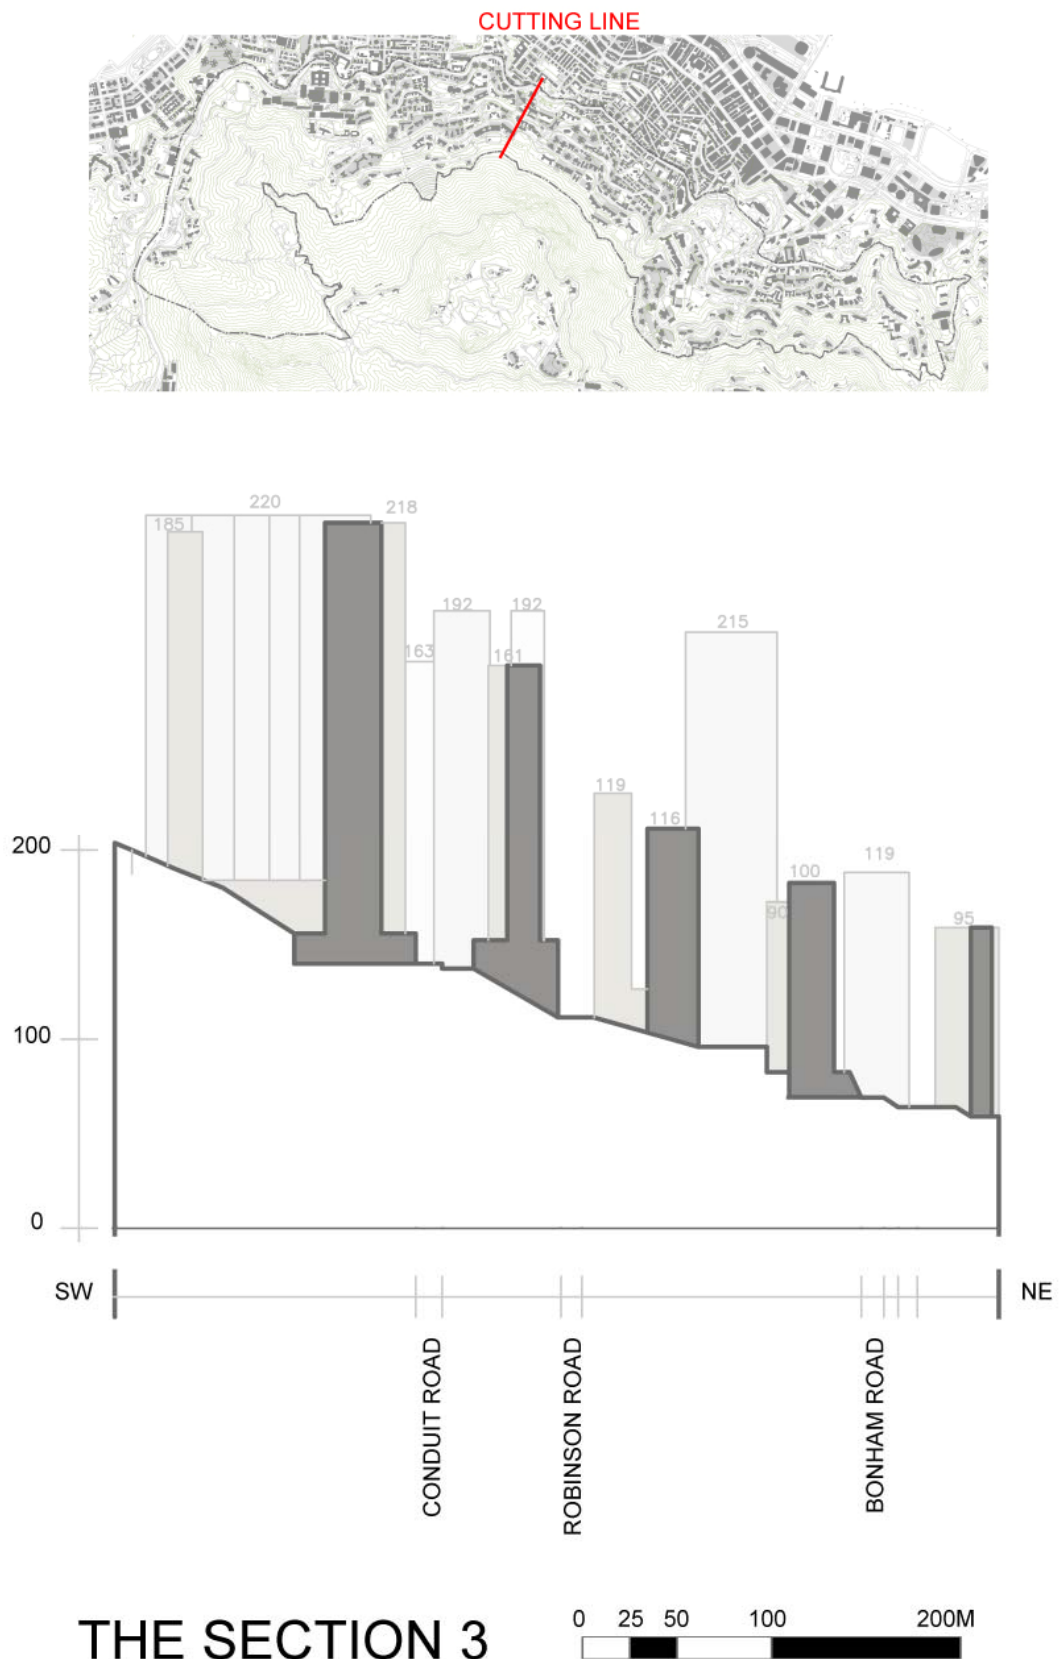 CUTTING LINE
220
218
185
192
192
163
161
215
119
116
119
100
90
95
200
100
0
SW
NE
CONDUIT ROAD
ROBINSON ROAD
BONHAM ROAD
THE SECTION 3
0 25 50 100 200M